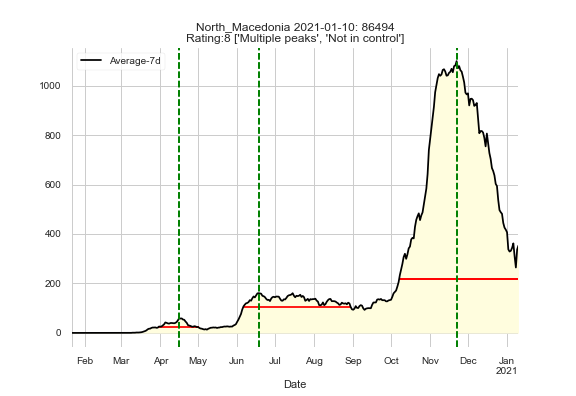 North_Macedonia 2021-01-10: 86494
Rating:8 ['Multiple peaks', 'Not in control']
Average-7d
1000
800
600
400
200
0
Feb Mar Apr May Jun Jul Aug Sep Oct Nov Dec Jan
2021
Date